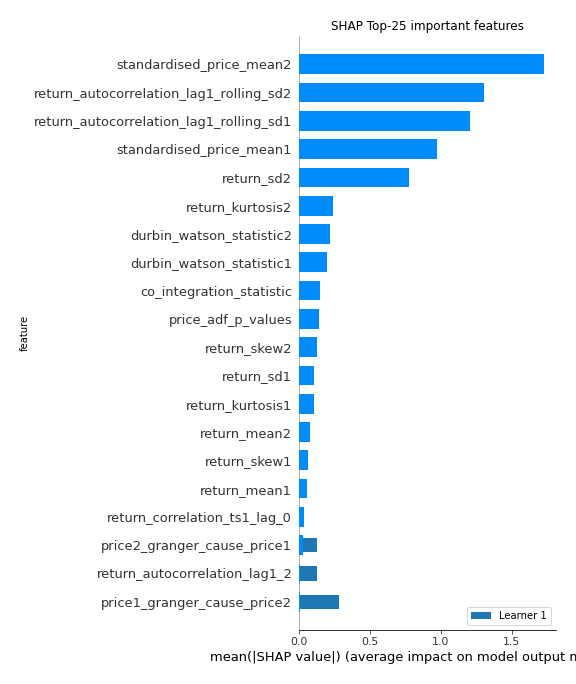 SHAP Top-25 important features
standardised_price_mean2
return_autocorrelation_lag1_rolling_sd2
return_autocorrelation_lag1_rolling_sd1
standardised_price_mean1
return_sd2
return_kurtosis2
durbin_watson_statistic2
durbin_watson_statistic1
co_integration_statistic
price_adf_p_values
return_skew2
return_sd1
return_kurtosis1
return_mean2
return_skew1
return_mean1
return_correlation_ts1_lag_0
price2_granger_cause_price1
return_autocorrelation_lag1_2
price1_granger_cause_price2
feature
Learner 1
0.0 0.5 1.0 1.5
mean(|SHAP value|) (average impact on model output m